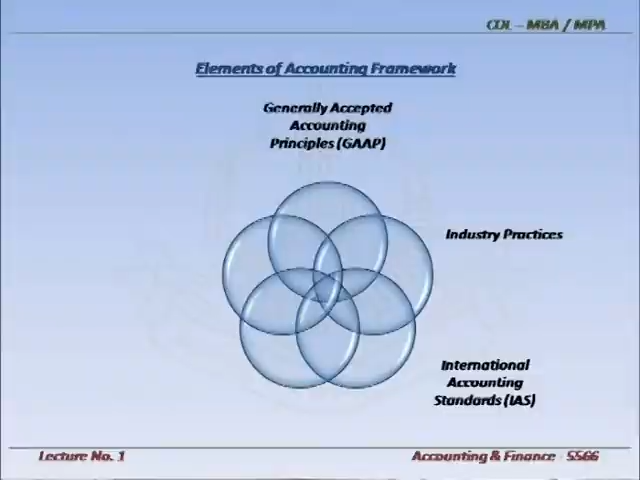 COL - MBA / MPA
Elements of Accounting Framework
Generally Accepted
Accounting
Principles (GAAP)
Industry Practices
International
Accounting
Standards (IAS)
Lecture No. 1
Accounting & Finance - 5566